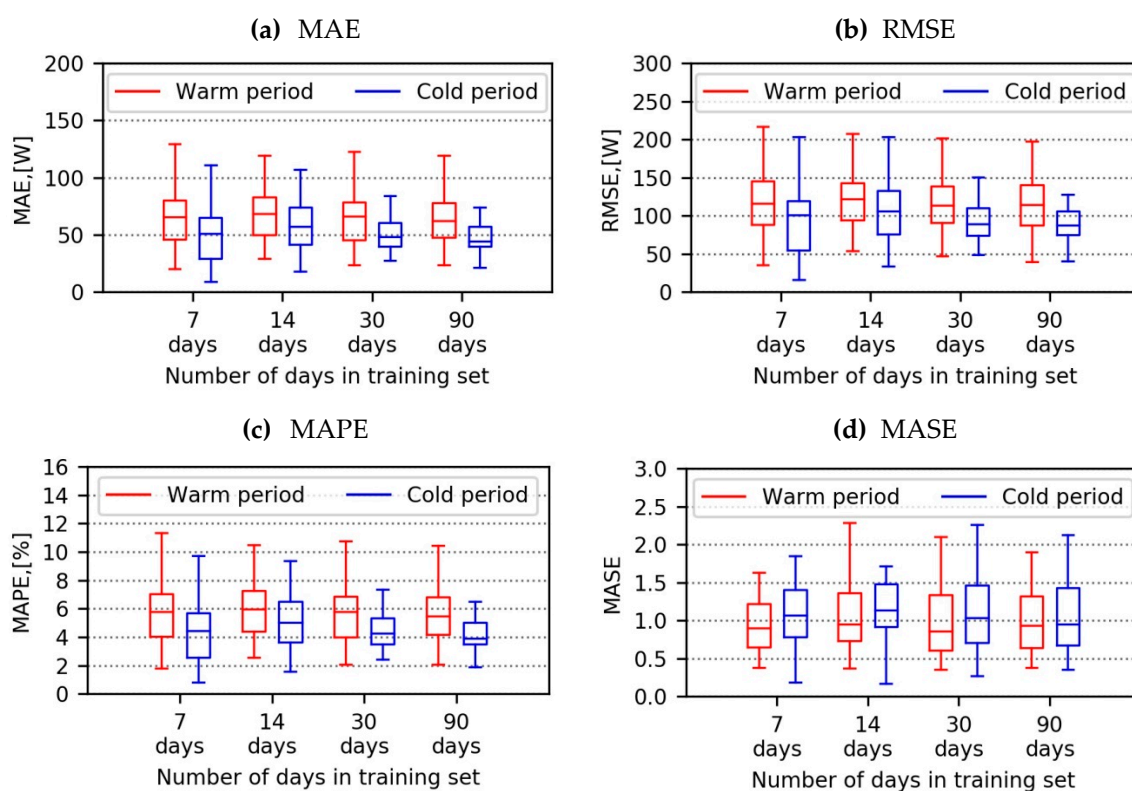 (a) MAE
200
150
100
50
0
MAE,[W]
Warm period
Cold period
7 days
14 days
30 days
90 days
Number of days in training set
(b) RMSE
300
250
200
150
100
50
0
RMSE,[W]
Warm period
Cold period
7 days
14 days
30 days
90 days
Number of days in training set
(c) MAPE
16
14
12
10
8
6
4
2
0
MAPE,[%]
Warm period
Cold period
7 days
14 days
30 days
90 days
Number of days in training set
(d) MASE
3.0
2.5
2.0
1.5
1.0
0.5
0.0
MASE
Warm period
Cold period
7 days
14 days
30 days
90 days
Number of days in training set